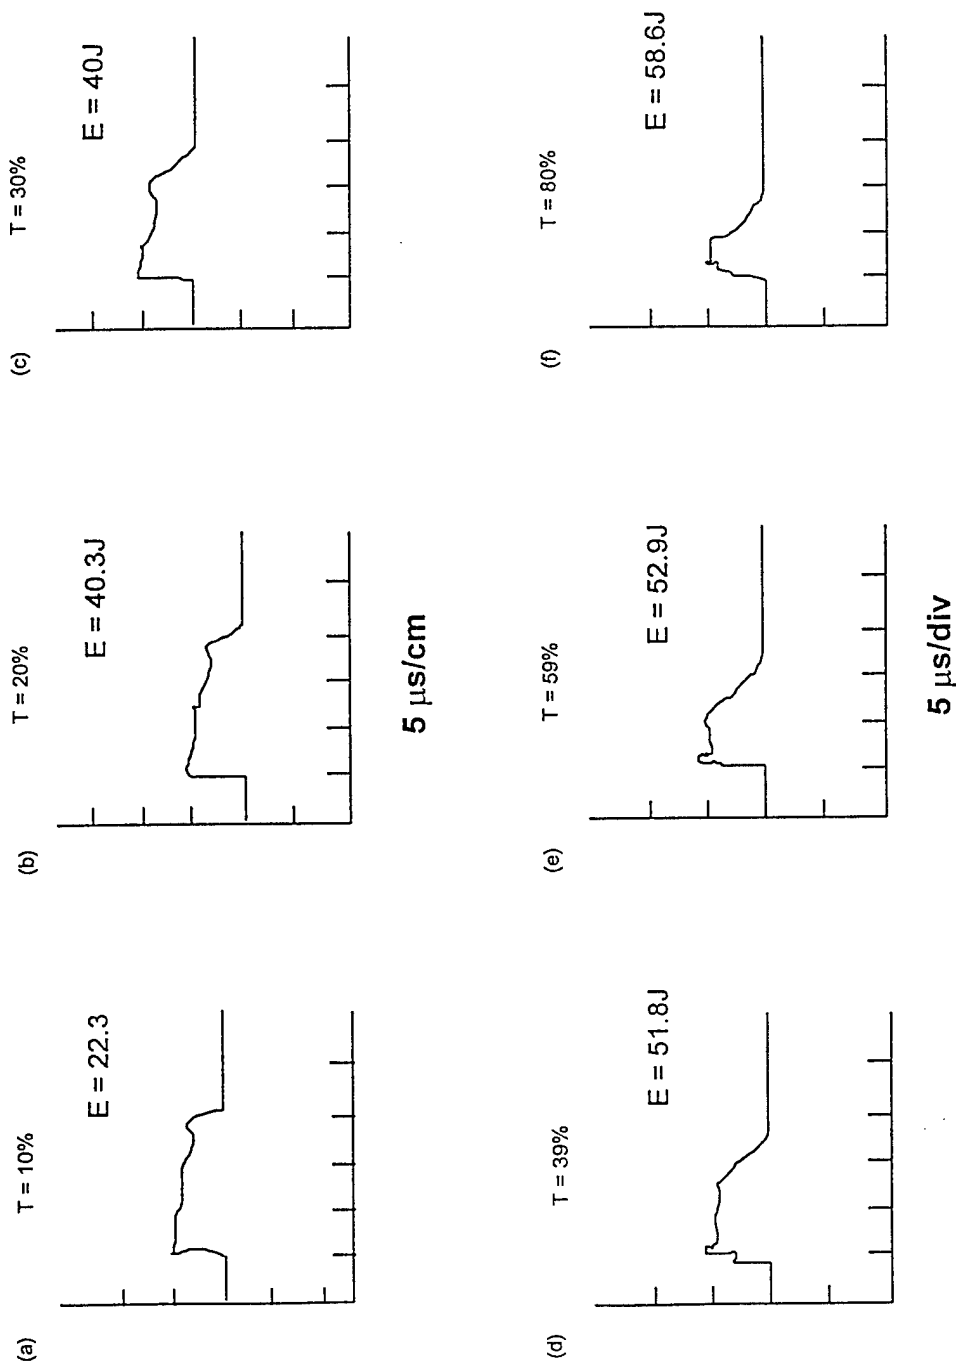 (a)
T = 10%
E = 22.3
(b)
T = 20%
E = 40.3J
(c)
T = 30%
E = 40J
5 μs/cm
(d)
T = 39%
E = 51.8J
(e)
T = 59%
E = 52.9J
(f)
T = 80%
E = 58.6J
5 μs/div